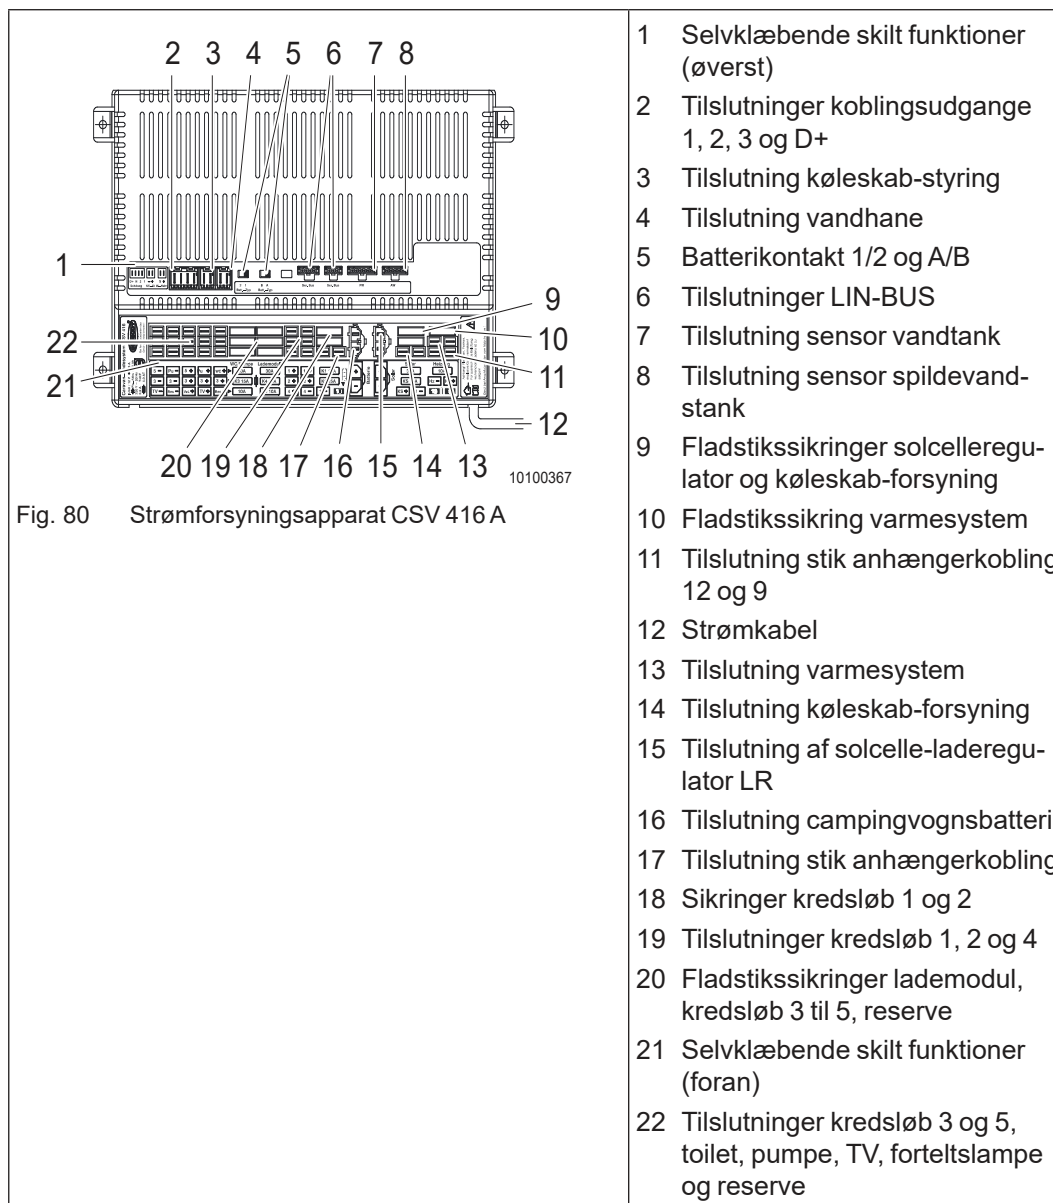 2 3 4 5 6 7 8
1
9
22
10
21
11
12
20 19 18 17 16 15 14 13
10100367
Fig. 80 Strømforsyningsapparat CSV 416 A
1 Selvklæbende skilt funktioner
(øverst)
2 Tilslutninger koblingsudgange
1, 2, 3 og D+
3 Tilslutning køleskab-styring
4 Tilslutning vandhane
5 Batterikontakt 1/2 og A/B
6 Tilslutninger LIN-BUS
7 Tilslutning sensor vandtank
8 Tilslutning sensor spildevand-
stank
9 Fladstikssikringer solcelleregu-
lator og køleskab-forsyning
10 Fladstikssikring varmesystem
11 Tilslutning stik anhængerkobling
12 og 9
12 Strømkabel
13 Tilslutning varmesystem
14 Tilslutning køleskab-forsyning
15 Tilslutning af solcelle-laderegu-
lator LR
16 Tilslutning campingvognsbatteri
17 Tilslutning stik anhængerkobling
18 Sikringer kredsløb 1 og 2
19 Tilslutninger kredsløb 1, 2 og 4
20 Fladstikssikringer lademodul,
kredsløb 3 til 5, reserve
21 Selvklæbende skilt funktioner
(foran)
22 Tilslutninger kredsløb 3 og 5,
toilet, pumpe, TV, forteltslampe
og reserve